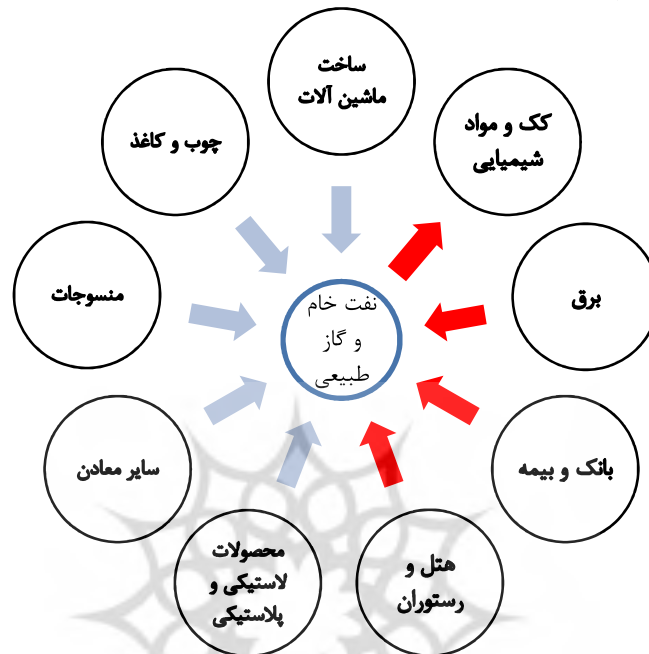 ساخت
ماشین آلات
کک و مواد
شیمیایی
برق
بانک و بیمه
هتل و
رستوران
محصولات
لاستیکی و
پلاستیکی
سایر معادن
منسوجات
چوب و کاغذ
نفت خام
و گاز
طبیعی